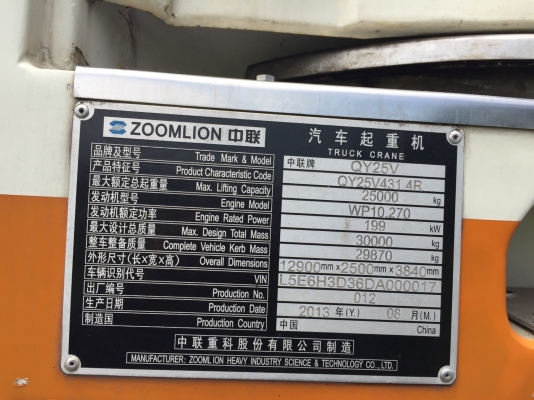 ZOOMLION 中联 汽车起重机
TRUCK CRANE
品牌及型号 Trade Mark & Model 中联牌 QY25V
产品特征号 Product Characteristic Code QY25V431.4R
最大额定总起重量 Max. Lifting Capacity 25000 kg
发动机型号 Engine Model WP10.270
发动机额定功率 Engine Rated Power 199 kW
最大设计总质量 Max. Design Total Mass 30000 kg
整车整备质量 Complete Vehicle Kerb Mass 29870 kg
外形尺寸(长×宽×高) Overall Dimensions 12900mm×2500mm×3840mm
车辆识别代号 VIN L5E6H3D36DA000017
出厂编号 Production No. 012
生产日期 Production Date 2013年(Y.) 08月(M.)
制造国 Production Country 中国 China
中联重科股份有限公司制造
MANUFACTURER: ZOOMLION HEAVY INDUSTRY SCIENCE & TECHNOLOGY CO., LTD.